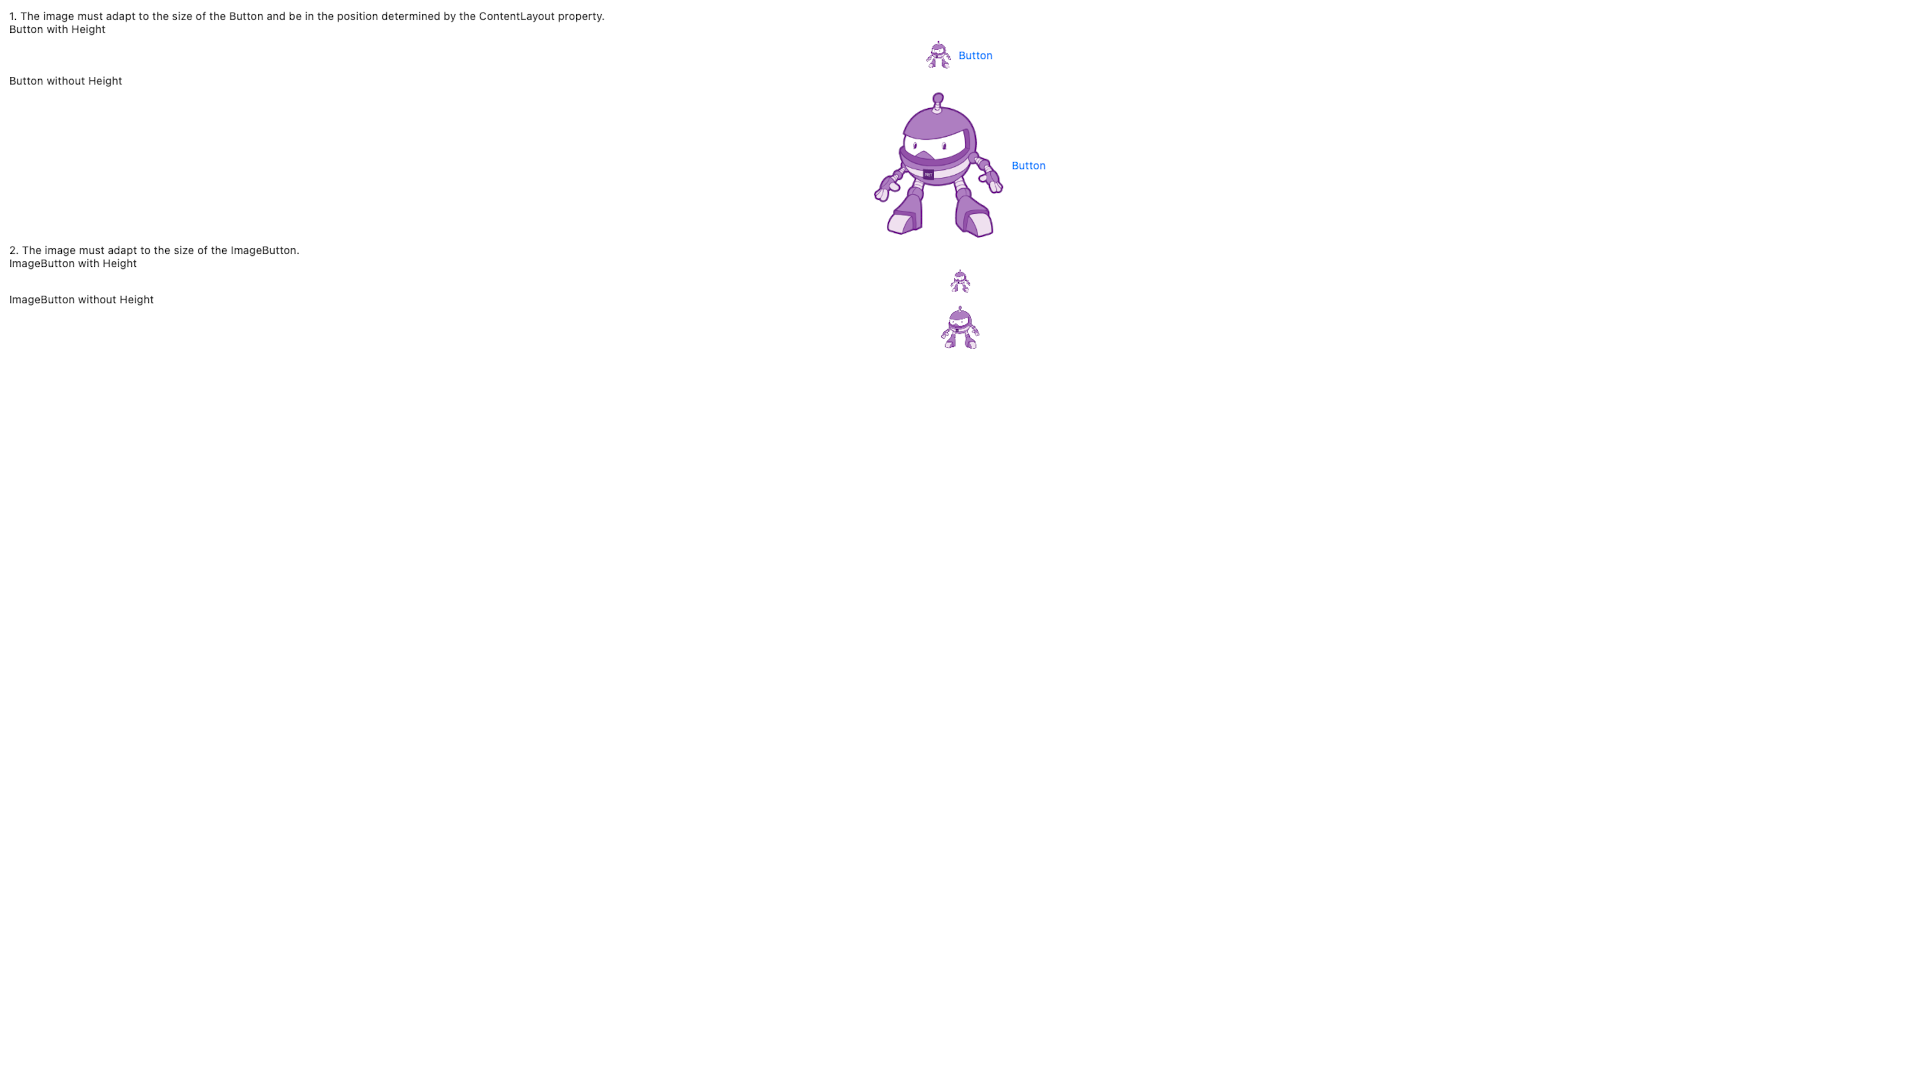 1. The image must adapt to the size of the Button and be in the position determined by the ContentLayout property.
Button with Height
Button
Button without Height
Button
2. The image must adapt to the size of the ImageButton.
ImageButton with Height
ImageButton without Height